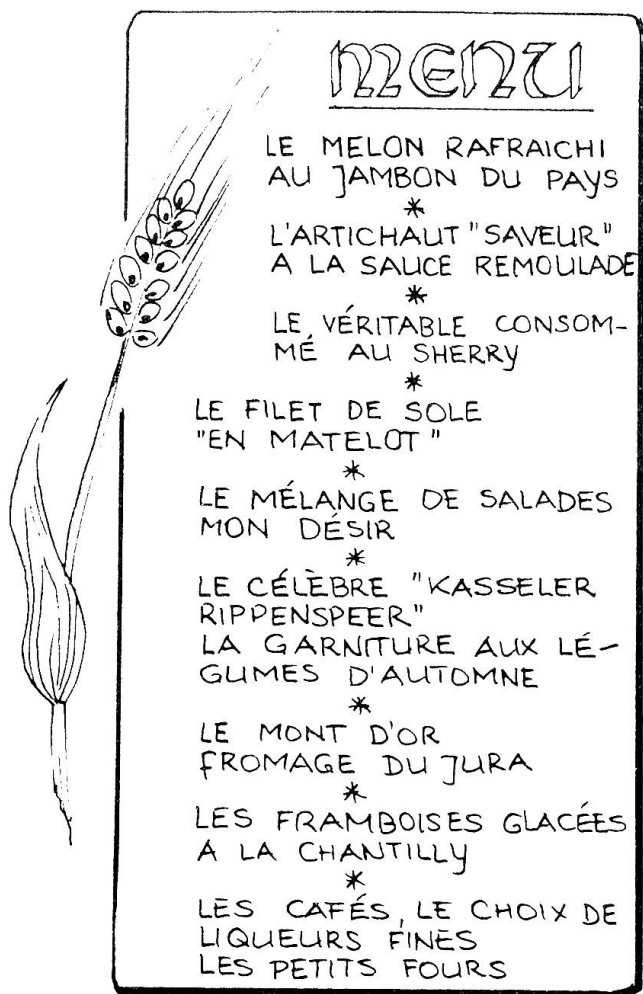 MENU
LE MELON RAFRAICHI
AU JAMBON DU PAYS
*
L'ARTICHAUT "SAVEUR"
A LA SAUCE REMOULADE
*
LE VÉRITABLE CONSOM-
MÉ AU SHERRY
*
LE FILET DE SOLE
"EN MATELOT"
*
LE MÉLANGE DE SALADES
MON DÉSIR
*
LE CÉLÈBRE "KASSELER
RIPPENSPEER"
LA GARNITURE AUX LÉ-
GUMES D'AUTOMNE
*
LE MONT D'OR
FROMAGE DU JURA
*
LES FRAMBOISES GLACÉES
A LA CHANTILLY
*
LES CAFÉS, LE CHOIX DE
LIQUEURS FINES
LES PETITS FOURS